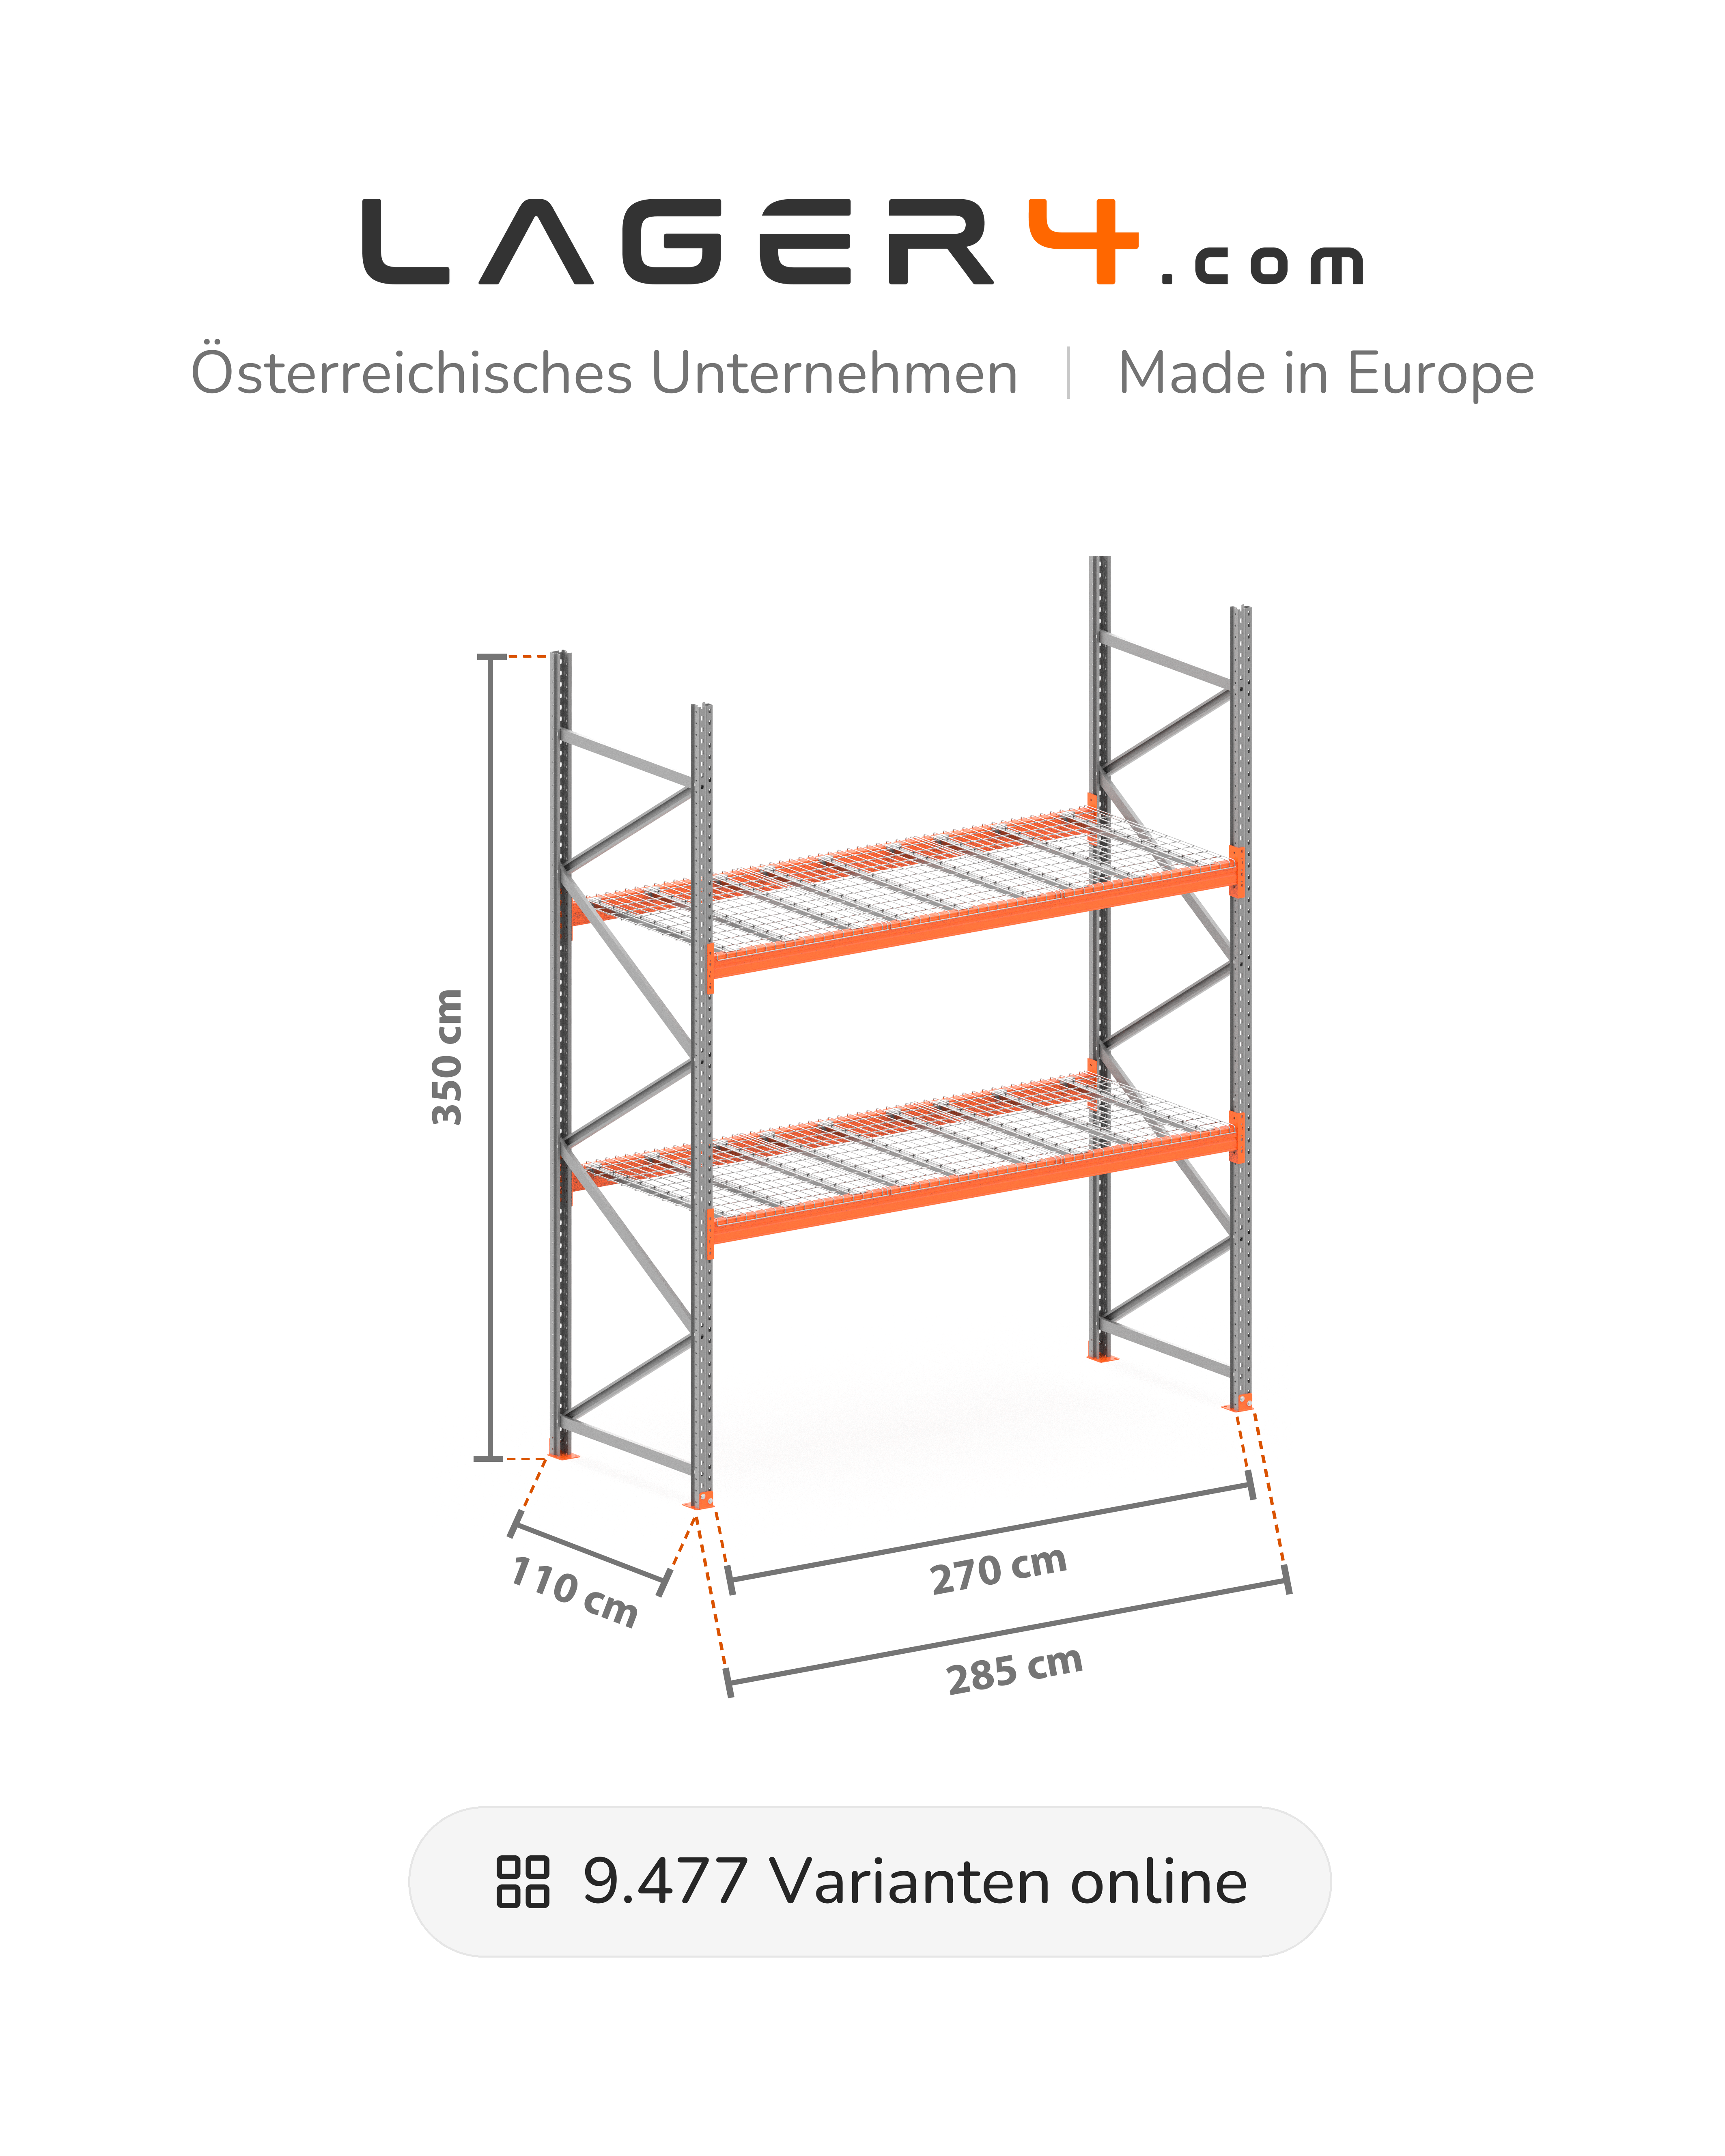 LAGER4.com
Österreichisches Unternehmen | Made in Europe
350 cm
110 cm
270 cm
285 cm
9.477 Varianten online